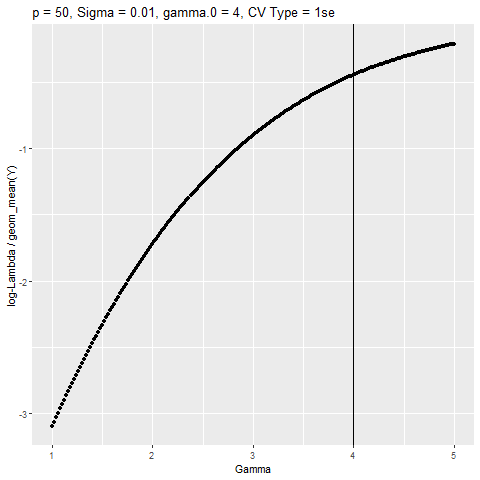 p = 50, Sigma = 0.01, gamma.0 = 4, CV Type = 1se
log-Lambda / geom_mean(Y)
-1
-2
-3
1 2 3 4 5
Gamma